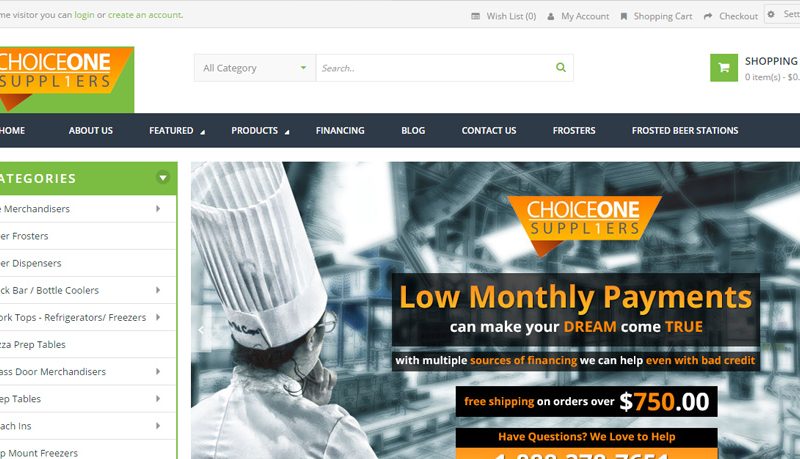 me visitor you can login or create an account.
Wish List (0) My Account Shopping Cart Checkout Sett
CHOICEONE
SUPPL1ERS
All Category
Search..
SHOPPING
0 item(s) - $0.
HOME ABOUT US FEATURED PRODUCTS FINANCING BLOG CONTACT US FROSTERS FROSTED BEER STATIONS
ATEGORIES
e Merchandisers
er Frosters
er Dispensers
ck Bar / Bottle Coolers
ork Tops - Refrigerators/ Freezers
zza Prep Tables
ass Door Merchandisers
ep Tables
ach Ins
p Mount Freezers
CHOICEONE
SUPPL1ERS
Low Monthly Payments
can make your DREAM come TRUE
with multiple sources of financing we can help even with bad credit
free shipping on orders over $750.00
Have Questions? We Love to Help